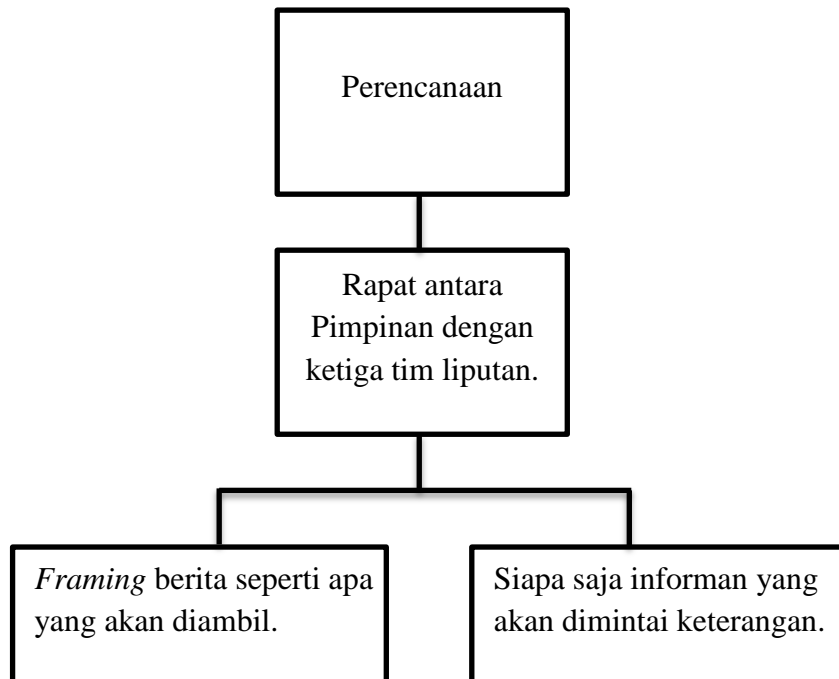 Perencanaan
Rapat antara
Pimpinan dengan
ketiga tim liputan.
Framing berita seperti apa
yang akan diambil.
Siapa saja informan yang
akan dimintai keterangan.